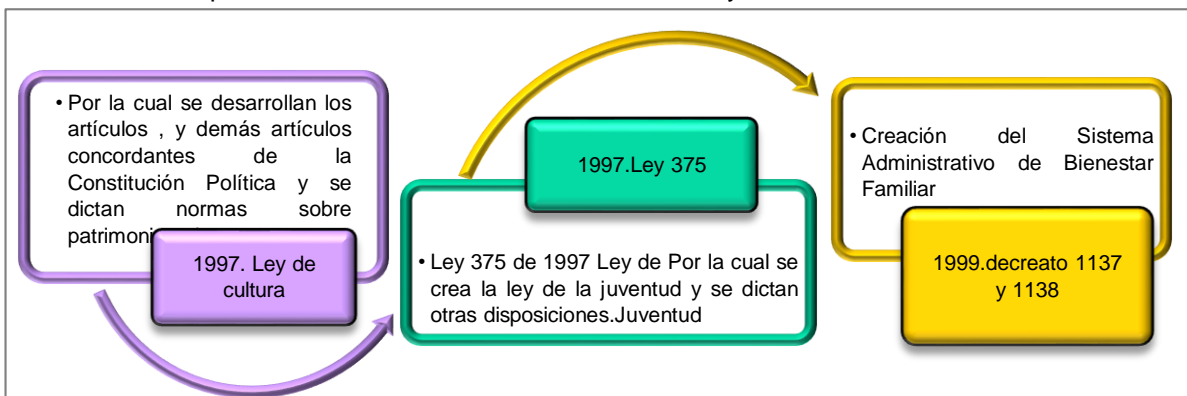 • Por la cual se desarrollan los
artículos , y demás artículos
concordantes de la
Constitución Política y se
dictan normas sobre
1997. Ley de
cultura
1997.Ley 375
• Ley 375 de 1997 Ley de Por la cual se
crea la ley de la juventud y se dictan
otras disposiciones.Juventud
• Creación del Sistema
Administrativo de Bienestar
Familiar
1999.decreato 1137
y 1138